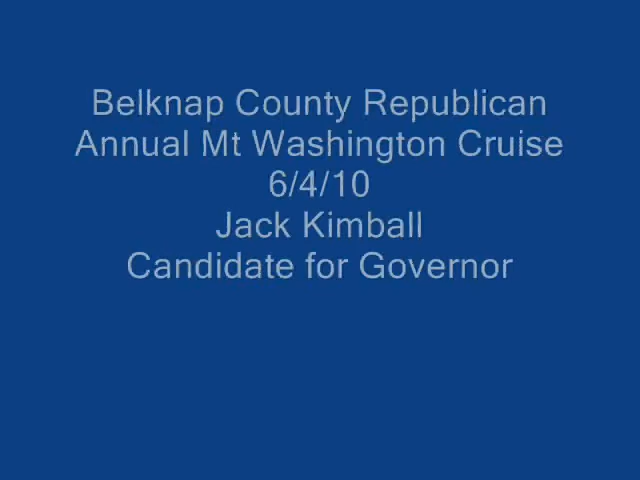 Belknap County Republican
Annual Mt Washington Cruise
6/4/10
Jack Kimball
Candidate for Governor